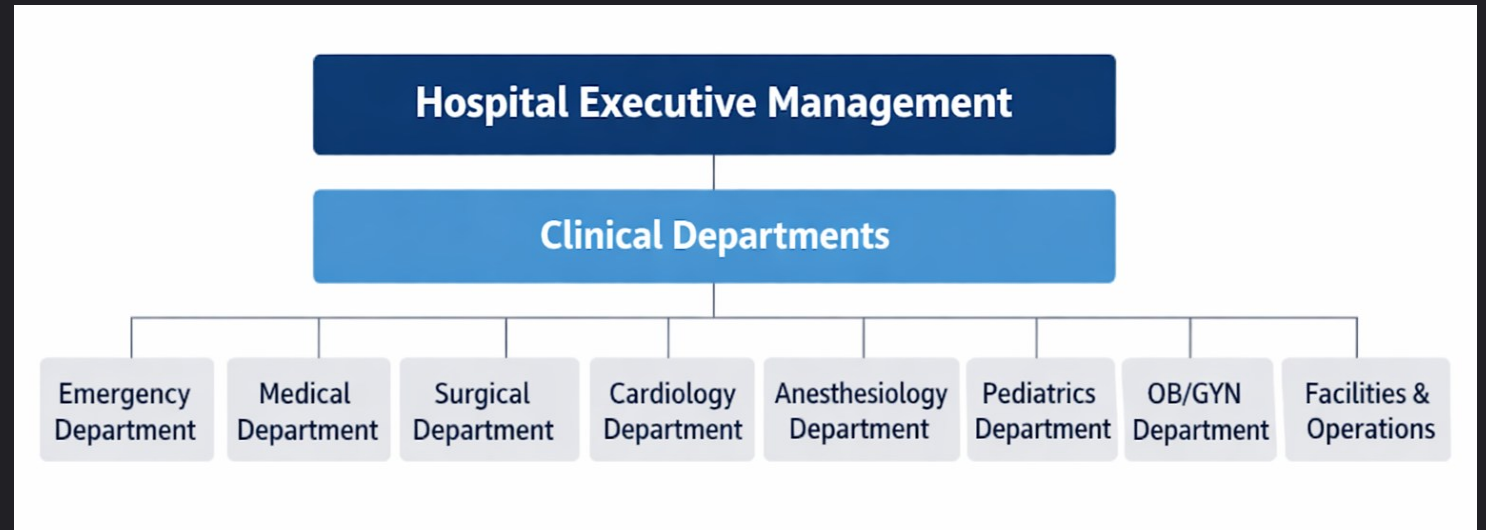 Hospital Executive Management
Clinical Departments
Emergency
Department
Medical
Department
Surgical
Department
Cardiology
Department
Anesthesiology
Department
Pediatrics
Department
OB/GYN
Department
Facilities &
Operations